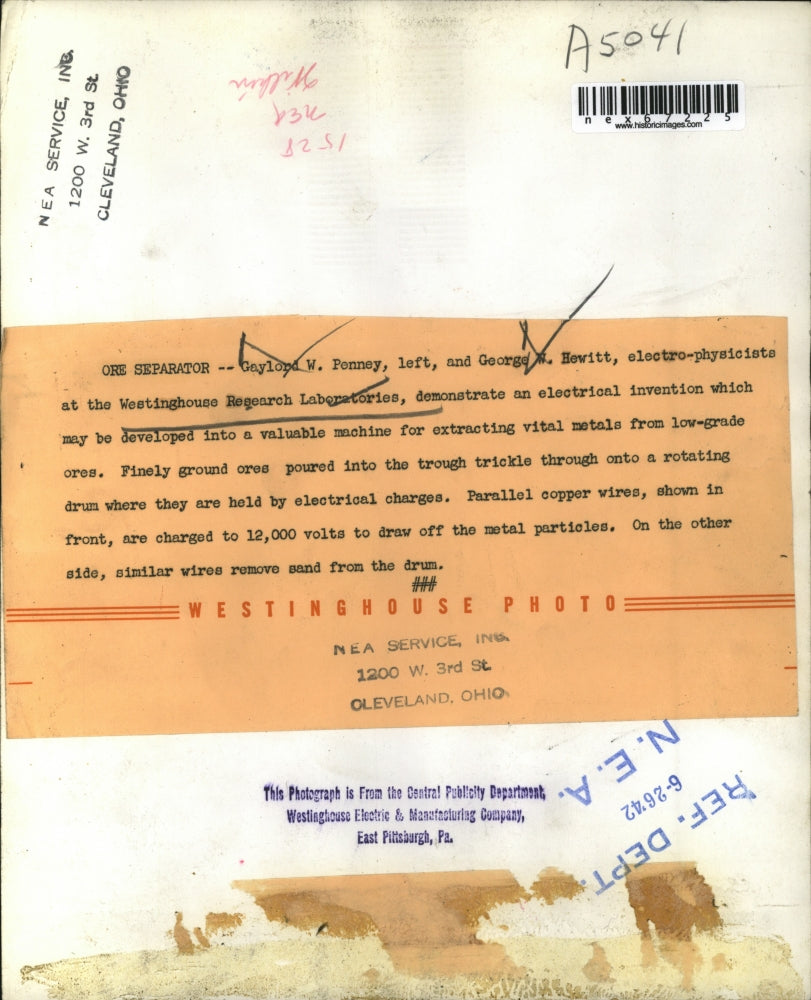 A5041
nex67225
www.historicimages.com
NEA SERVICE, INC.
1200 W. 3rd St.
CLEVELAND, OHIO
NEA
ORE SEPARATOR -- Gaylord W. Penney, left, and George W. Hewitt, electro-physicists
at the Westinghouse Research Laboratories, demonstrate an electrical invention which
may be developed into a valuable machine for extracting vital metals from low-grade
ores. Finely ground ores poured into the trough trickle through onto a rotating
drum where they are held by electrical charges. Parallel copper wires, shown in
front, are charged to 12,000 volts to draw off the metal particles. On the other
side, similar wires remove sand from the drum.
###
WESTINGHOUSE PHOTO
NEA SERVICE, INC.
1200 W. 3rd St.
CLEVELAND, OHIO
This Photograph is From the Central Publicity Department,
Westinghouse Electric & Manufacturing Company,
East Pittsburgh, Pa.
REF. DEPT.
6-26'42
N. E. A.